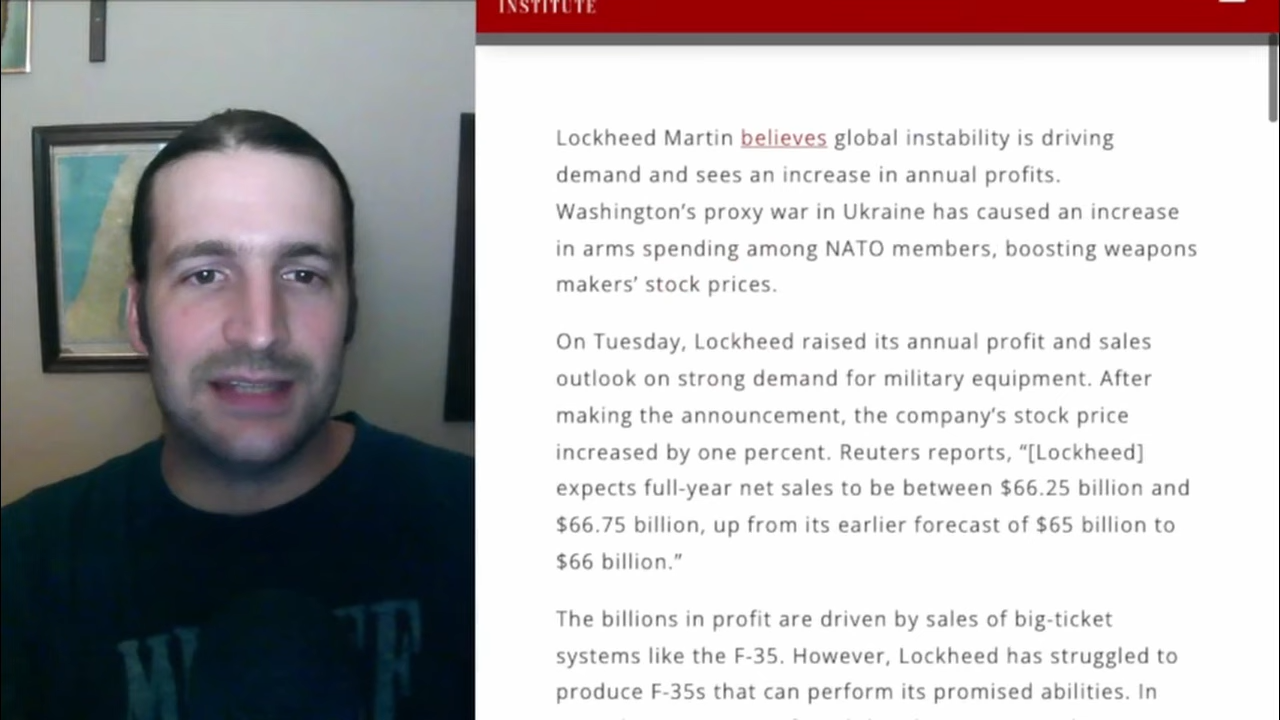 INSTITUTE
Lockheed Martin believes global instability is driving
demand and sees an increase in annual profits.
Washington’s proxy war in Ukraine has caused an increase
in arms spending among NATO members, boosting weapons
makers’ stock prices.
On Tuesday, Lockheed raised its annual profit and sales
outlook on strong demand for military equipment. After
making the announcement, the company’s stock price
increased by one percent. Reuters reports, “[Lockheed]
expects full-year net sales to be between $66.25 billion and
$66.75 billion, up from its earlier forecast of $65 billion to
$66 billion.”
The billions in profit are driven by sales of big-ticket
systems like the F-35. However, Lockheed has struggled to
produce F-35s that can perform its promised abilities. In